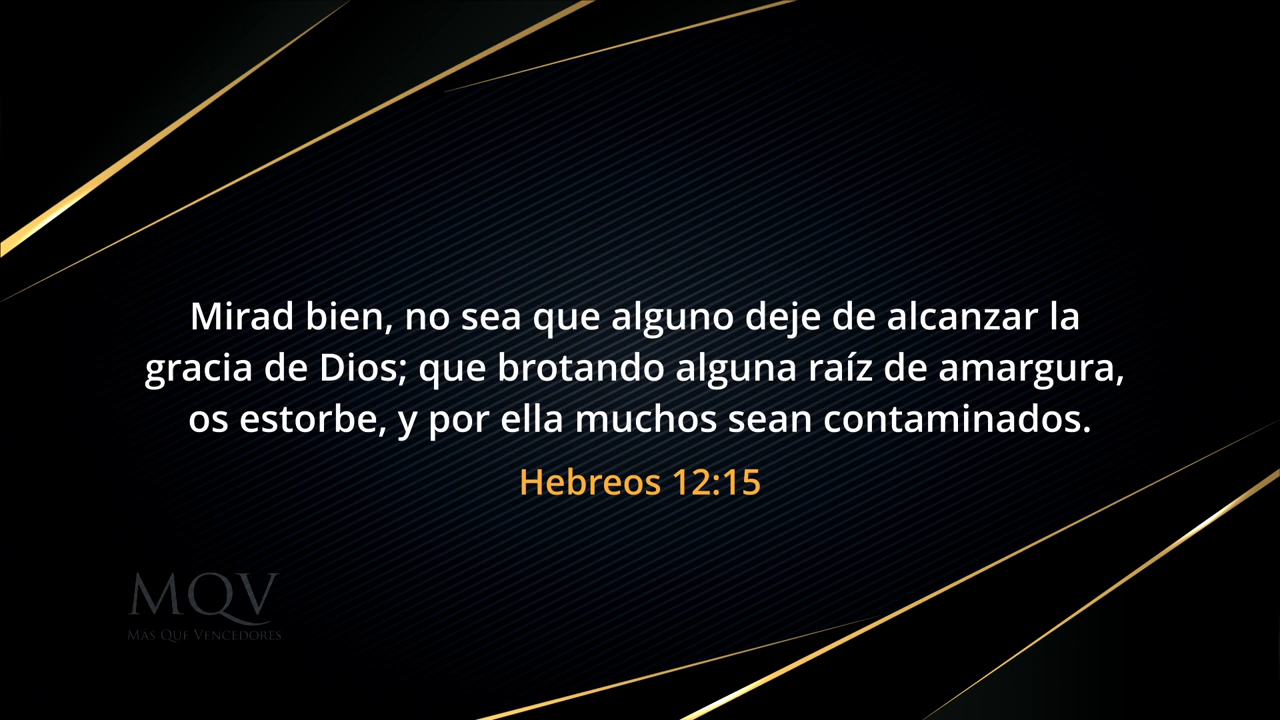 Mirad bien, no sea que alguno deje de alcanzar la
gracia de Dios; que brotando alguna raíz de amargura,
os estorbe, y por ella muchos sean contaminados.
Hebreos 12:15
MQV
Más Que Vencedores